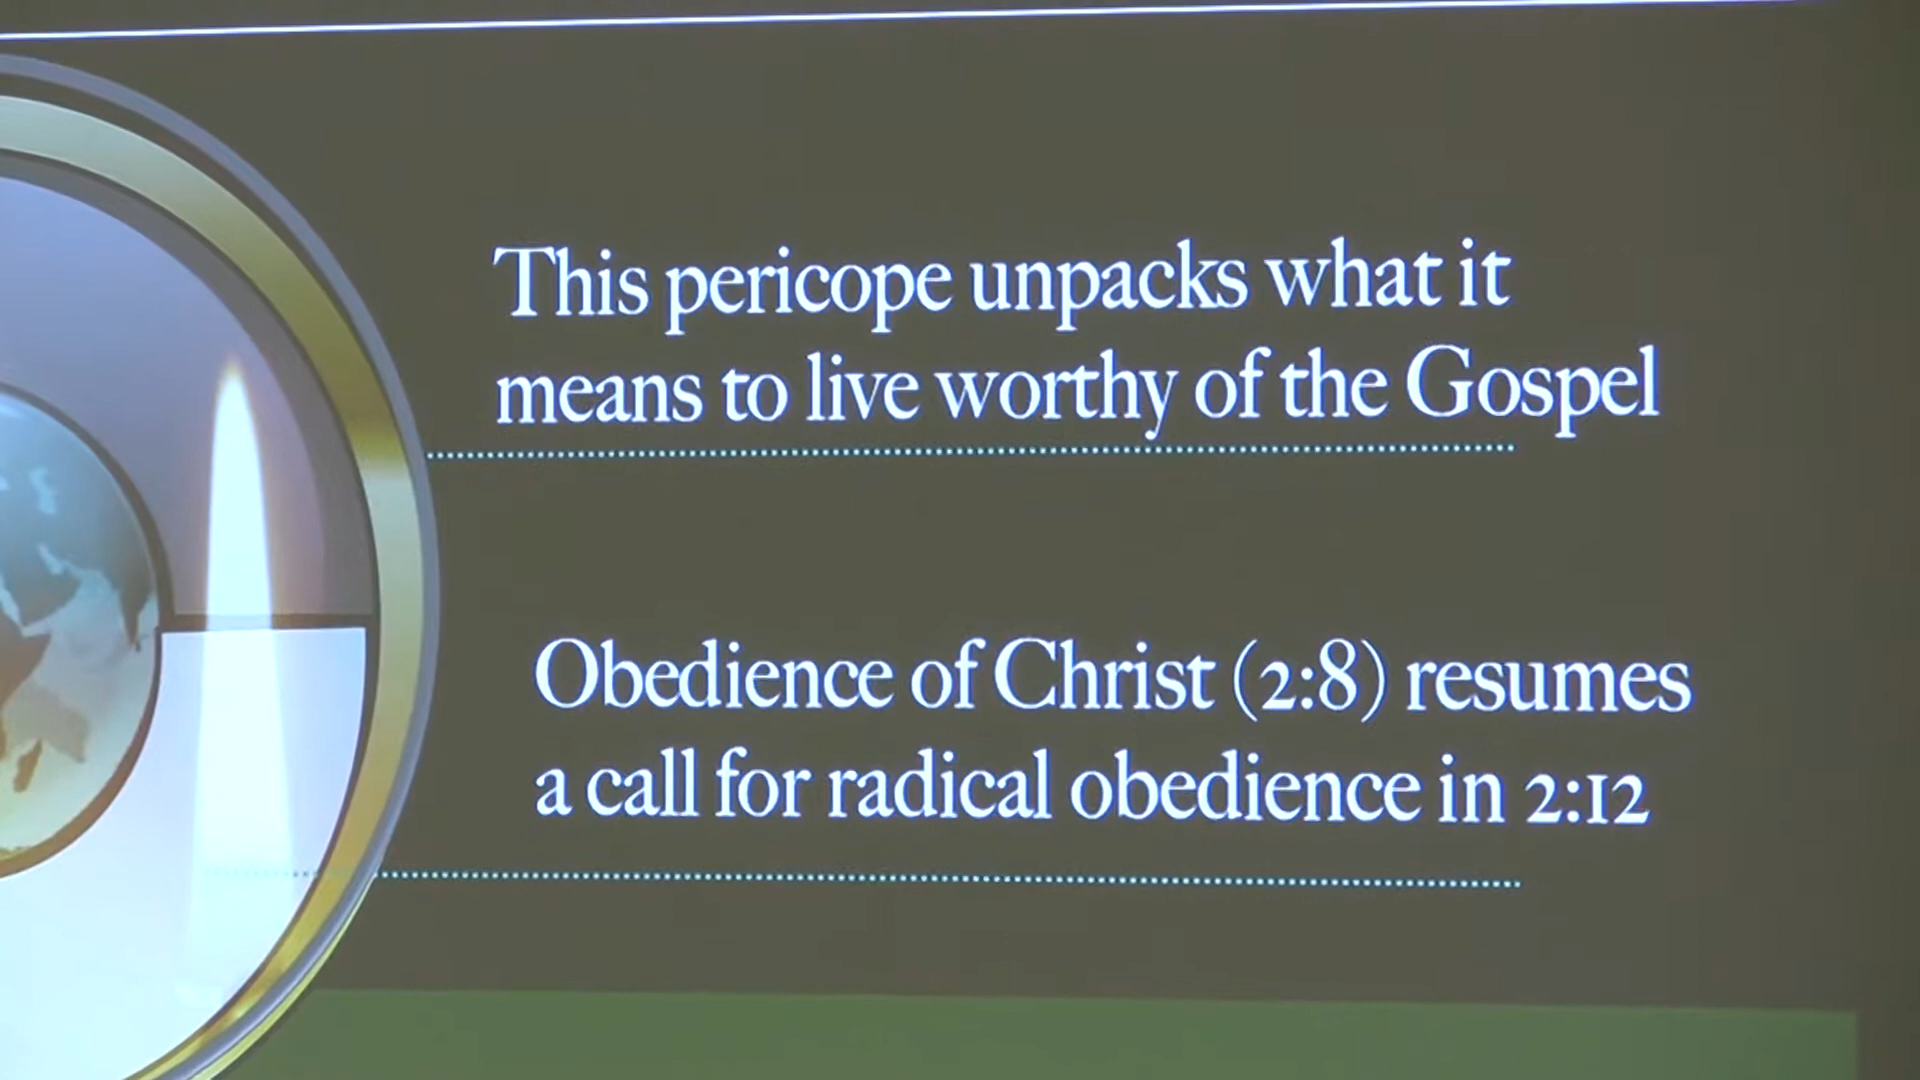 This pericope unpacks what it
means to live worthy of the Gospel
Obedience of Christ (2:8) resumes
a call for radical obedience in 2:12